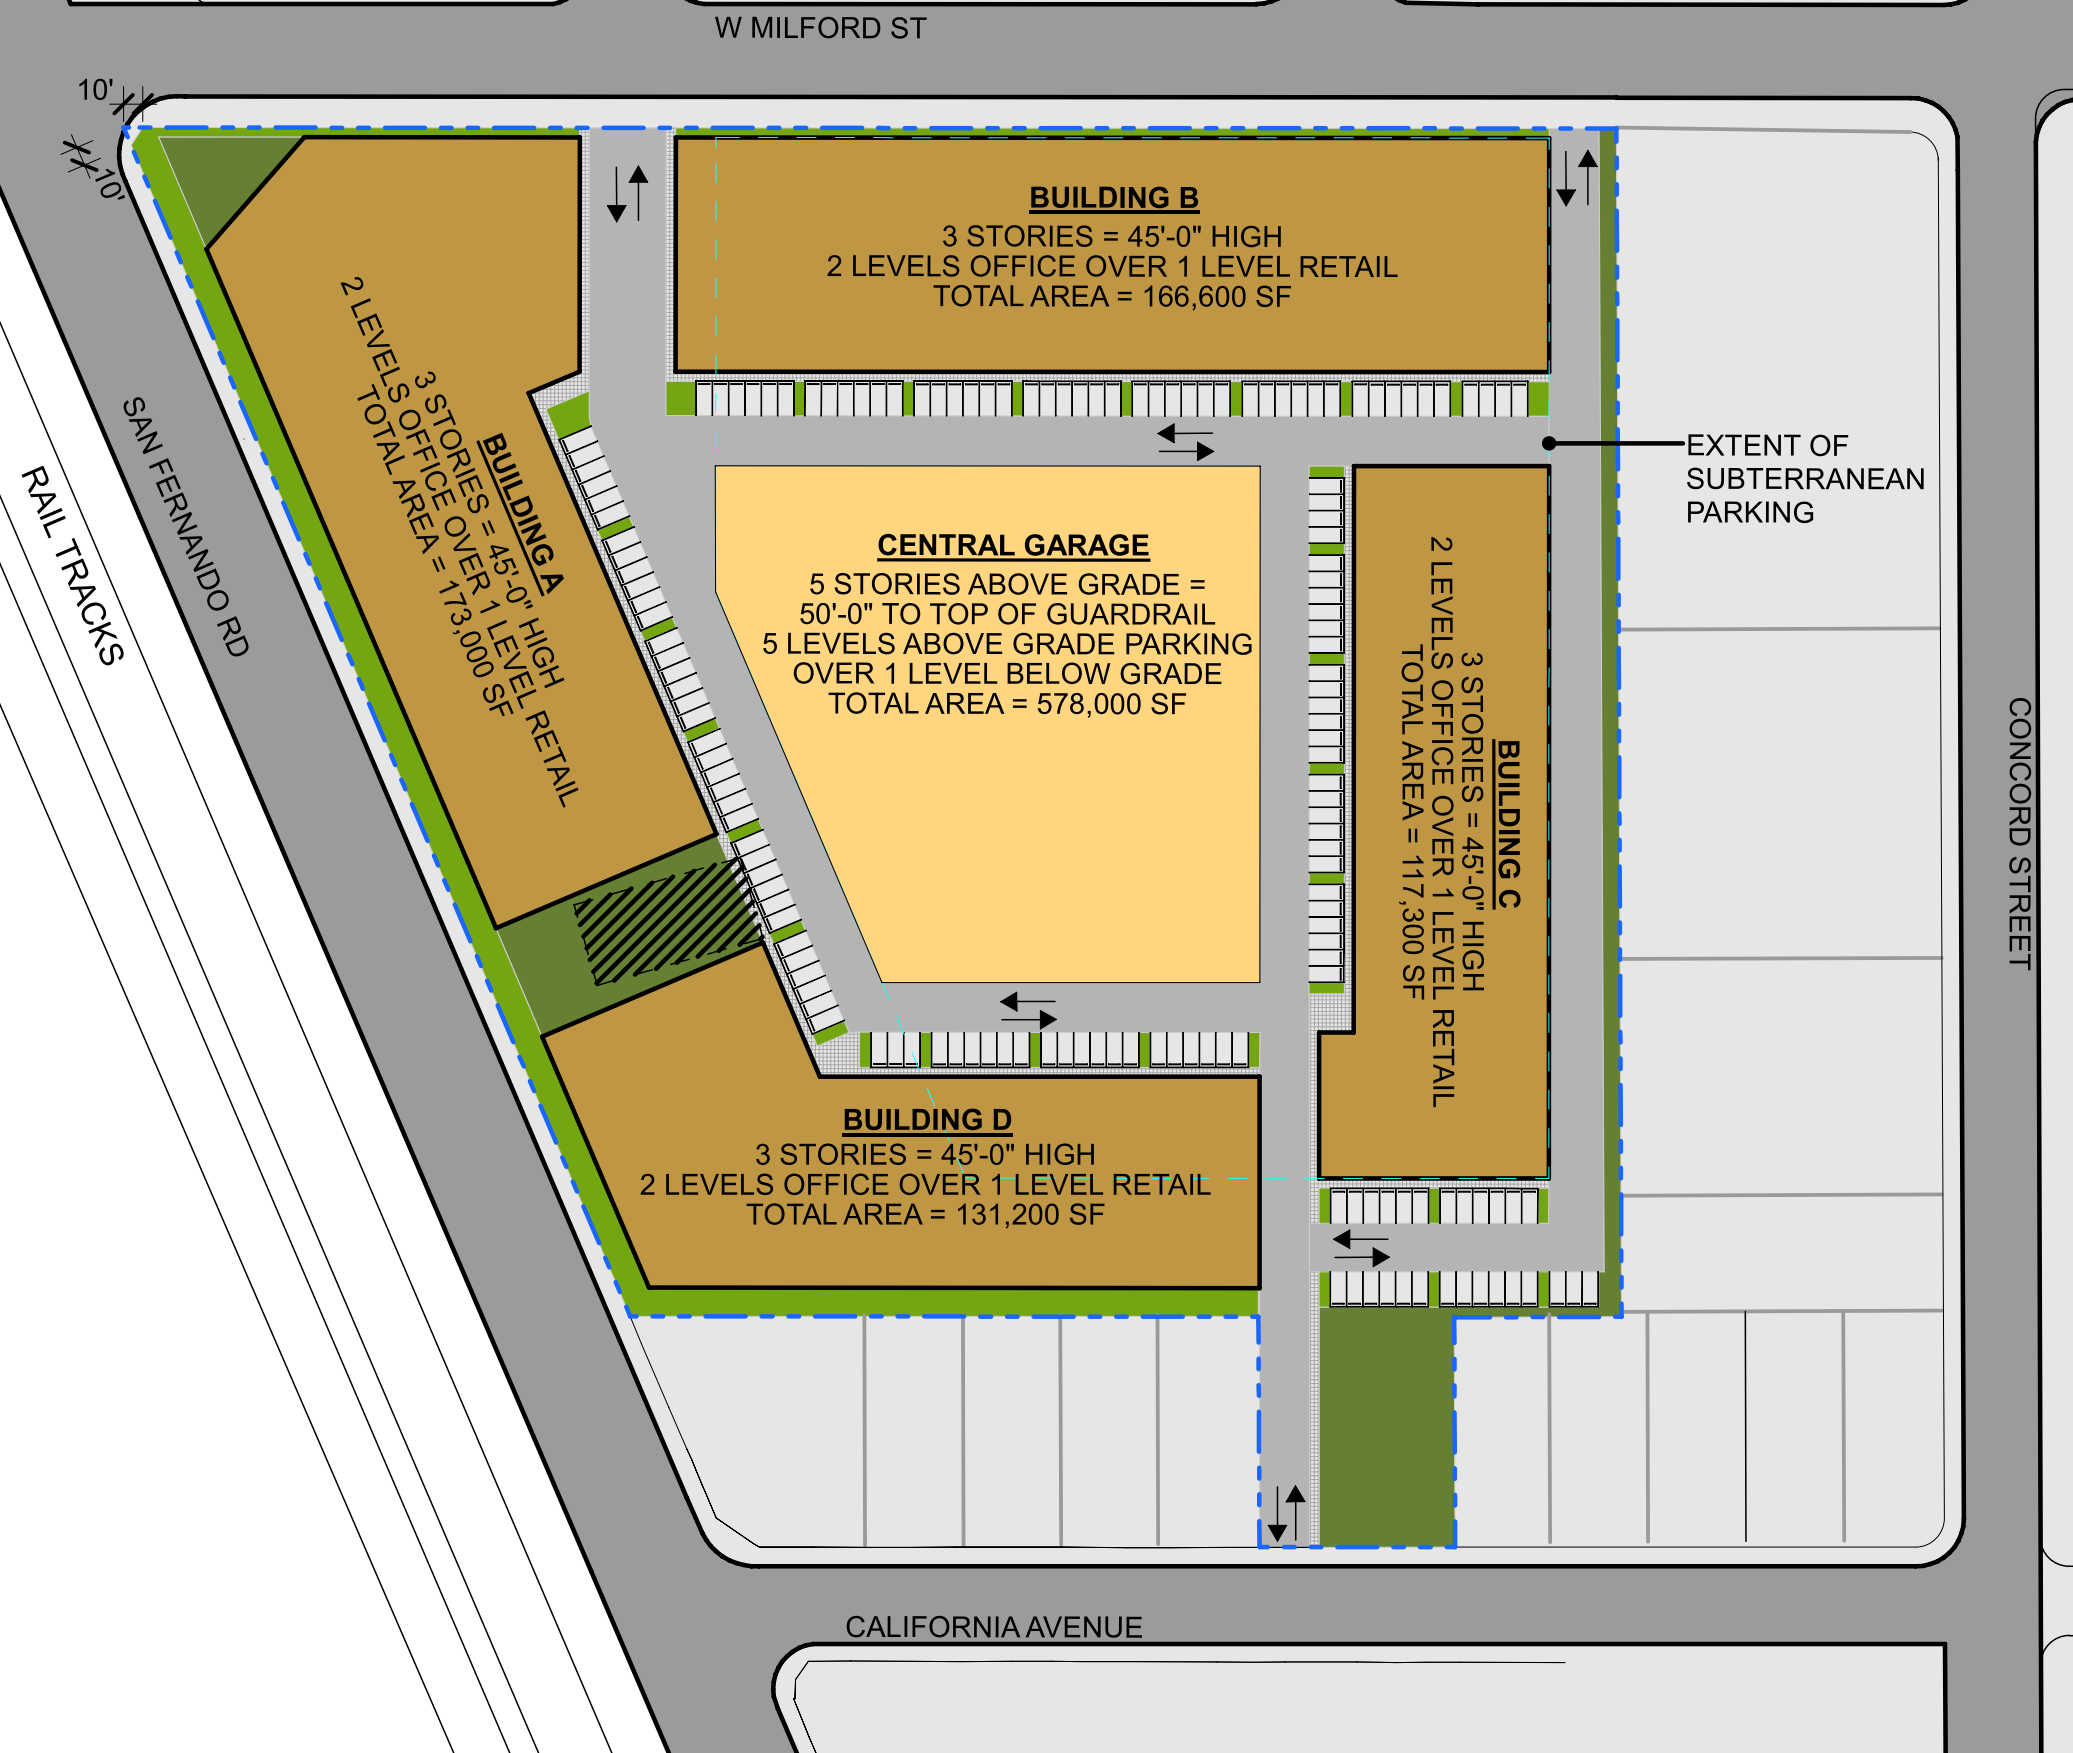 W MILFORD ST
10'
10'
BUILDING B
3 STORIES = 45'-0" HIGH
2 LEVELS OFFICE OVER 1 LEVEL RETAIL
TOTAL AREA = 166,600 SF
BUILDING A
3 STORIES = 45'-0" HIGH
2 LEVELS OFFICE OVER 1 LEVEL RETAIL
TOTAL AREA = 173,000 SF
SAN FERNANDO RD
RAIL TRACKS
EXTENT OF
SUBTERRANEAN
PARKING
CENTRAL GARAGE
5 STORIES ABOVE GRADE =
50'-0" TO TOP OF GUARDRAIL
5 LEVELS ABOVE GRADE PARKING
OVER 1 LEVEL BELOW GRADE
TOTAL AREA = 578,000 SF
BUILDING C
3 STORIES = 45'-0" HIGH
2 LEVELS OFFICE OVER 1 LEVEL RETAIL
TOTAL AREA = 117,300 SF
CONCORD STREET
BUILDING D
3 STORIES = 45'-0" HIGH
2 LEVELS OFFICE OVER 1 LEVEL RETAIL
TOTAL AREA = 131,200 SF
CALIFORNIA AVENUE